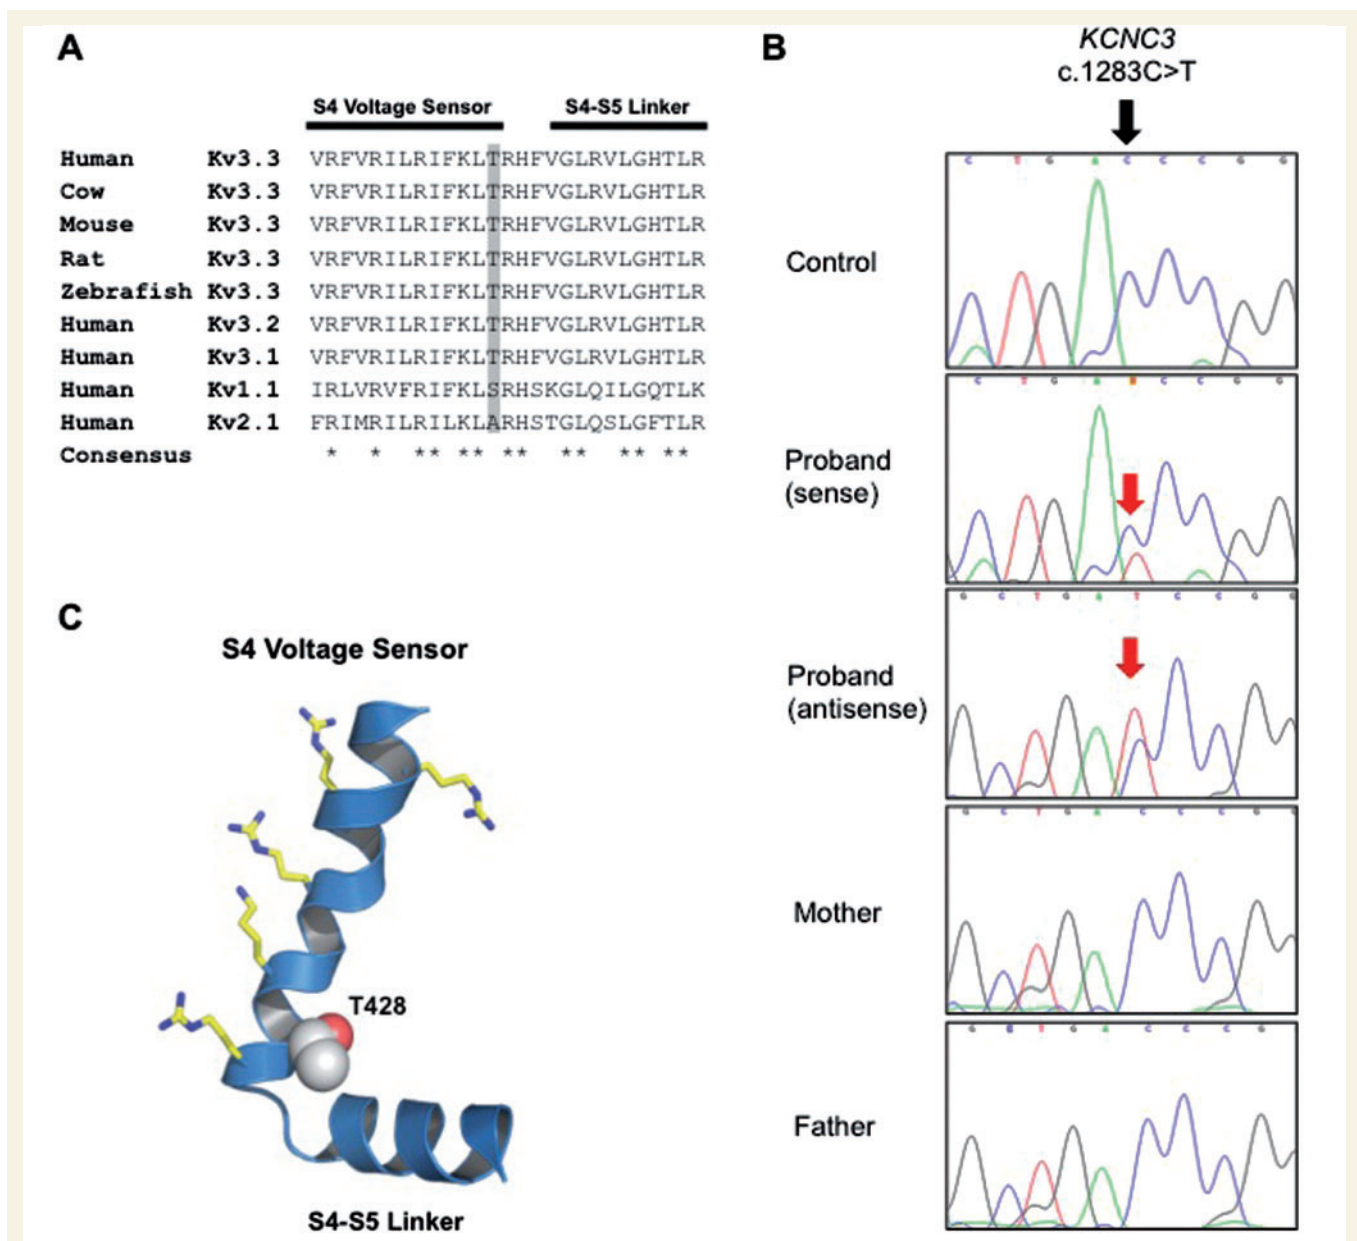 A
S4 Voltage Sensor S4-S5 Linker
Human Kv3.3 VRFVRILRIFKLTRHFVGLRVLGHTLR
Cow Kv3.3 VRFVRILRIFKLTRHFVGLRVLGHTLR
Mouse Kv3.3 VRFVRILRIFKLTRHFVGLRVLGHTLR
Rat Kv3.3 VRFVRILRIFKLTRHFVGLRVLGHTLR
Zebrafish Kv3.3 VRFVRILRIFKLTRHFVGLRVLGHTLR
Human Kv3.2 VRFVRILRIFKLTRHFVGLRVLGHTLR
Human Kv3.1 VRFVRILRIFKLTRHFVGLRVLGHTLR
Human Kv1.1 IRLVRVFRIFKLSRHSKGLQILGQTLK
Human Kv2.1 FRIMRILRILKLARHSTGLQSLGFTLR
Consensus * * ** ** ** ** ** **
B
KCNC3
c.1283C>T
C T G A C C C G G
Control
C T G A C C G G
Proband
(sense)
G C T G A T C C G G
Proband
(antisense)
G C T G A C C C G G
Mother
G T G A C C C G
Father
C
S4 Voltage Sensor
T428
S4-S5 Linker